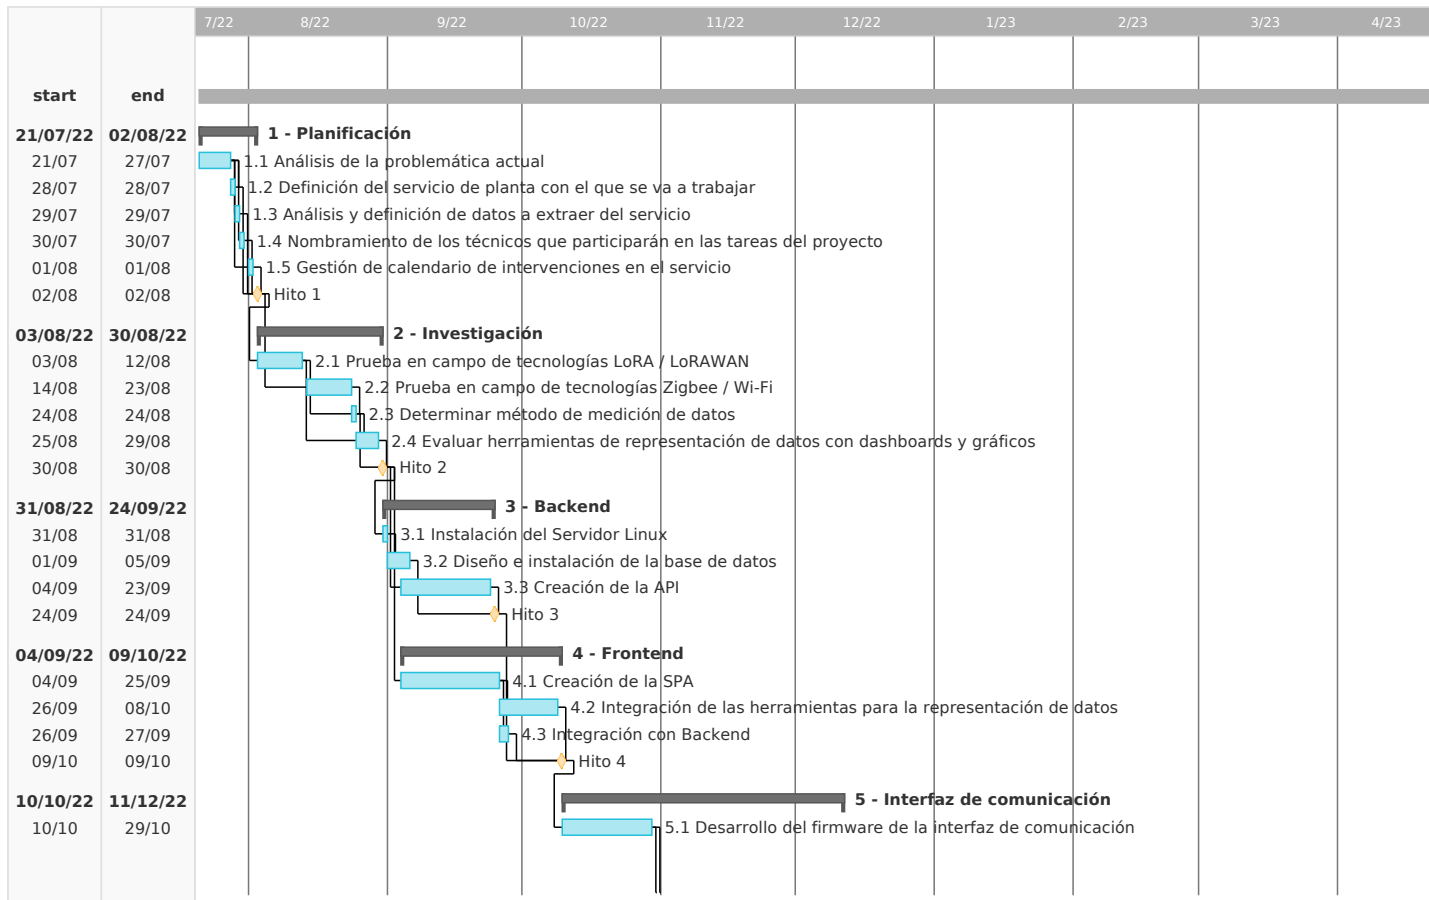 7/22 8/22 9/22 10/22 11/22 12/22 1/23 2/23 3/23 4/23
start end
21/07/22 02/08/22 1 - Planificación
21/07 27/07 1.1 Análisis de la problemática actual
28/07 28/07 1.2 Definición del servicio de planta con el que se va a trabajar
29/07 29/07 1.3 Análisis y definición de datos a extraer del servicio
30/07 30/07 1.4 Nombramiento de los técnicos que participarán en las tareas del proyecto
01/08 01/08 1.5 Gestión de calendario de intervenciones en el servicio
02/08 02/08 Hito 1
03/08/22 30/08/22 2 - Investigación
03/08 12/08 2.1 Prueba en campo de tecnologías LoRA / LoRAWAN
14/08 23/08 2.2 Prueba en campo de tecnologías Zigbee / Wi-Fi
24/08 24/08 2.3 Determinar método de medición de datos
25/08 29/08 2.4 Evaluar herramientas de representación de datos con dashboards y gráficos
30/08 30/08 Hito 2
31/08/22 24/09/22 3 - Backend
31/08 31/08 3.1 Instalación del Servidor Linux
01/09 05/09 3.2 Diseño e instalación de la base de datos
04/09 23/09 3.3 Creación de la API
24/09 24/09 Hito 3
04/09/22 09/10/22 4 - Frontend
04/09 25/09 4.1 Creación de la SPA
26/09 08/10 4.2 Integración de las herramientas para la representación de datos
26/09 27/09 4.3 Integración con Backend
09/10 09/10 Hito 4
10/10/22 11/12/22 5 - Interfaz de comunicación
10/10 29/10 5.1 Desarrollo del firmware de la interfaz de comunicación